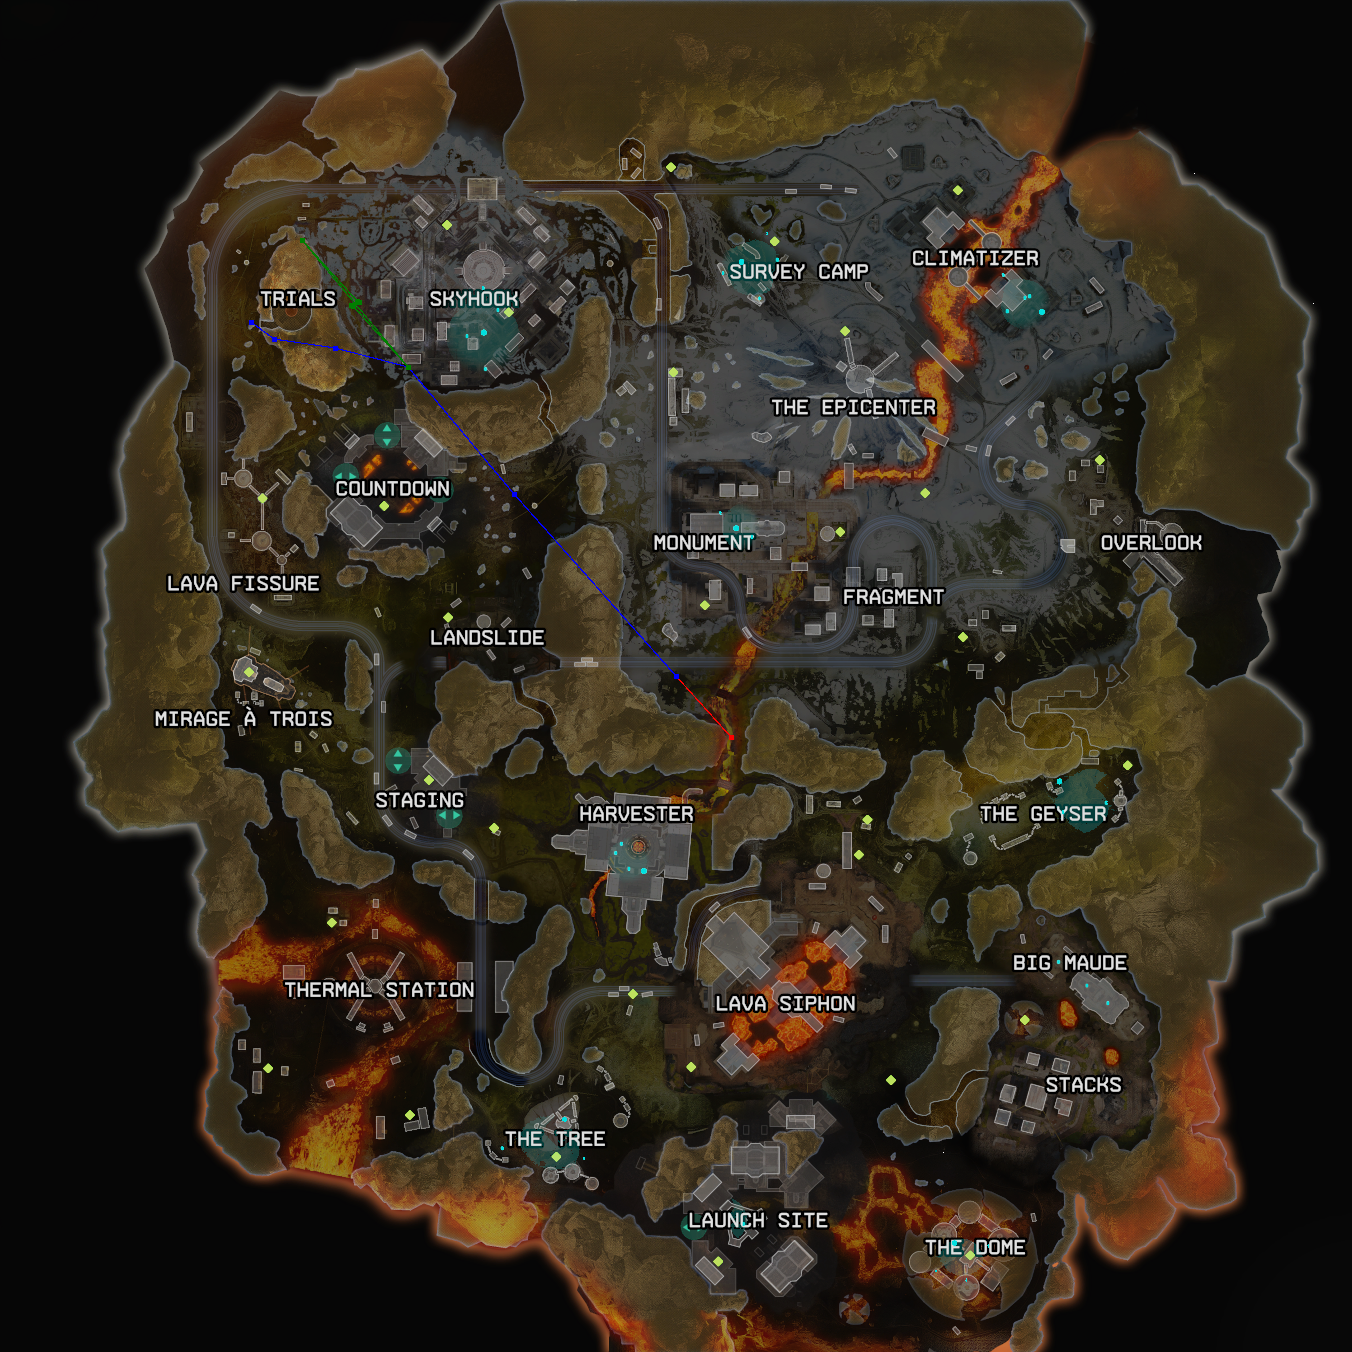 CLIMATIZER
SURVEY CAMP
TRIALS
SKYHOOK
THE EPICENTER
COUNTDOWN
MONUMENT
OVERLOOK
LAVA FISSURE
FRAGMENT
LANDSLIDE
MIRAGE À TROIS
STAGING
HARVESTER
THE GEYSER
BIG MAUDE
THERMAL STATION
LAVA SIPHON
STACKS
THE TREE
LAUNCH SITE
THE DOME